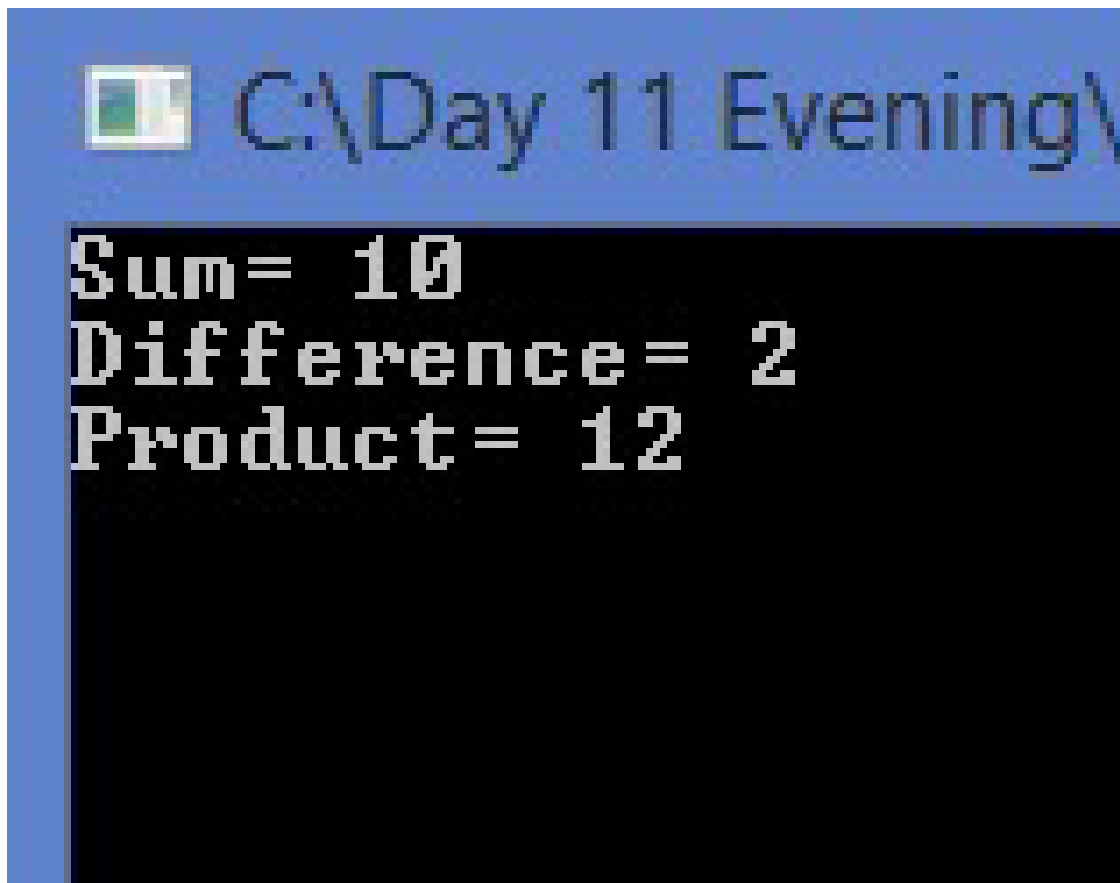 C:\Day 11 Evening\
Sum= 10
Difference= 2
Product= 12